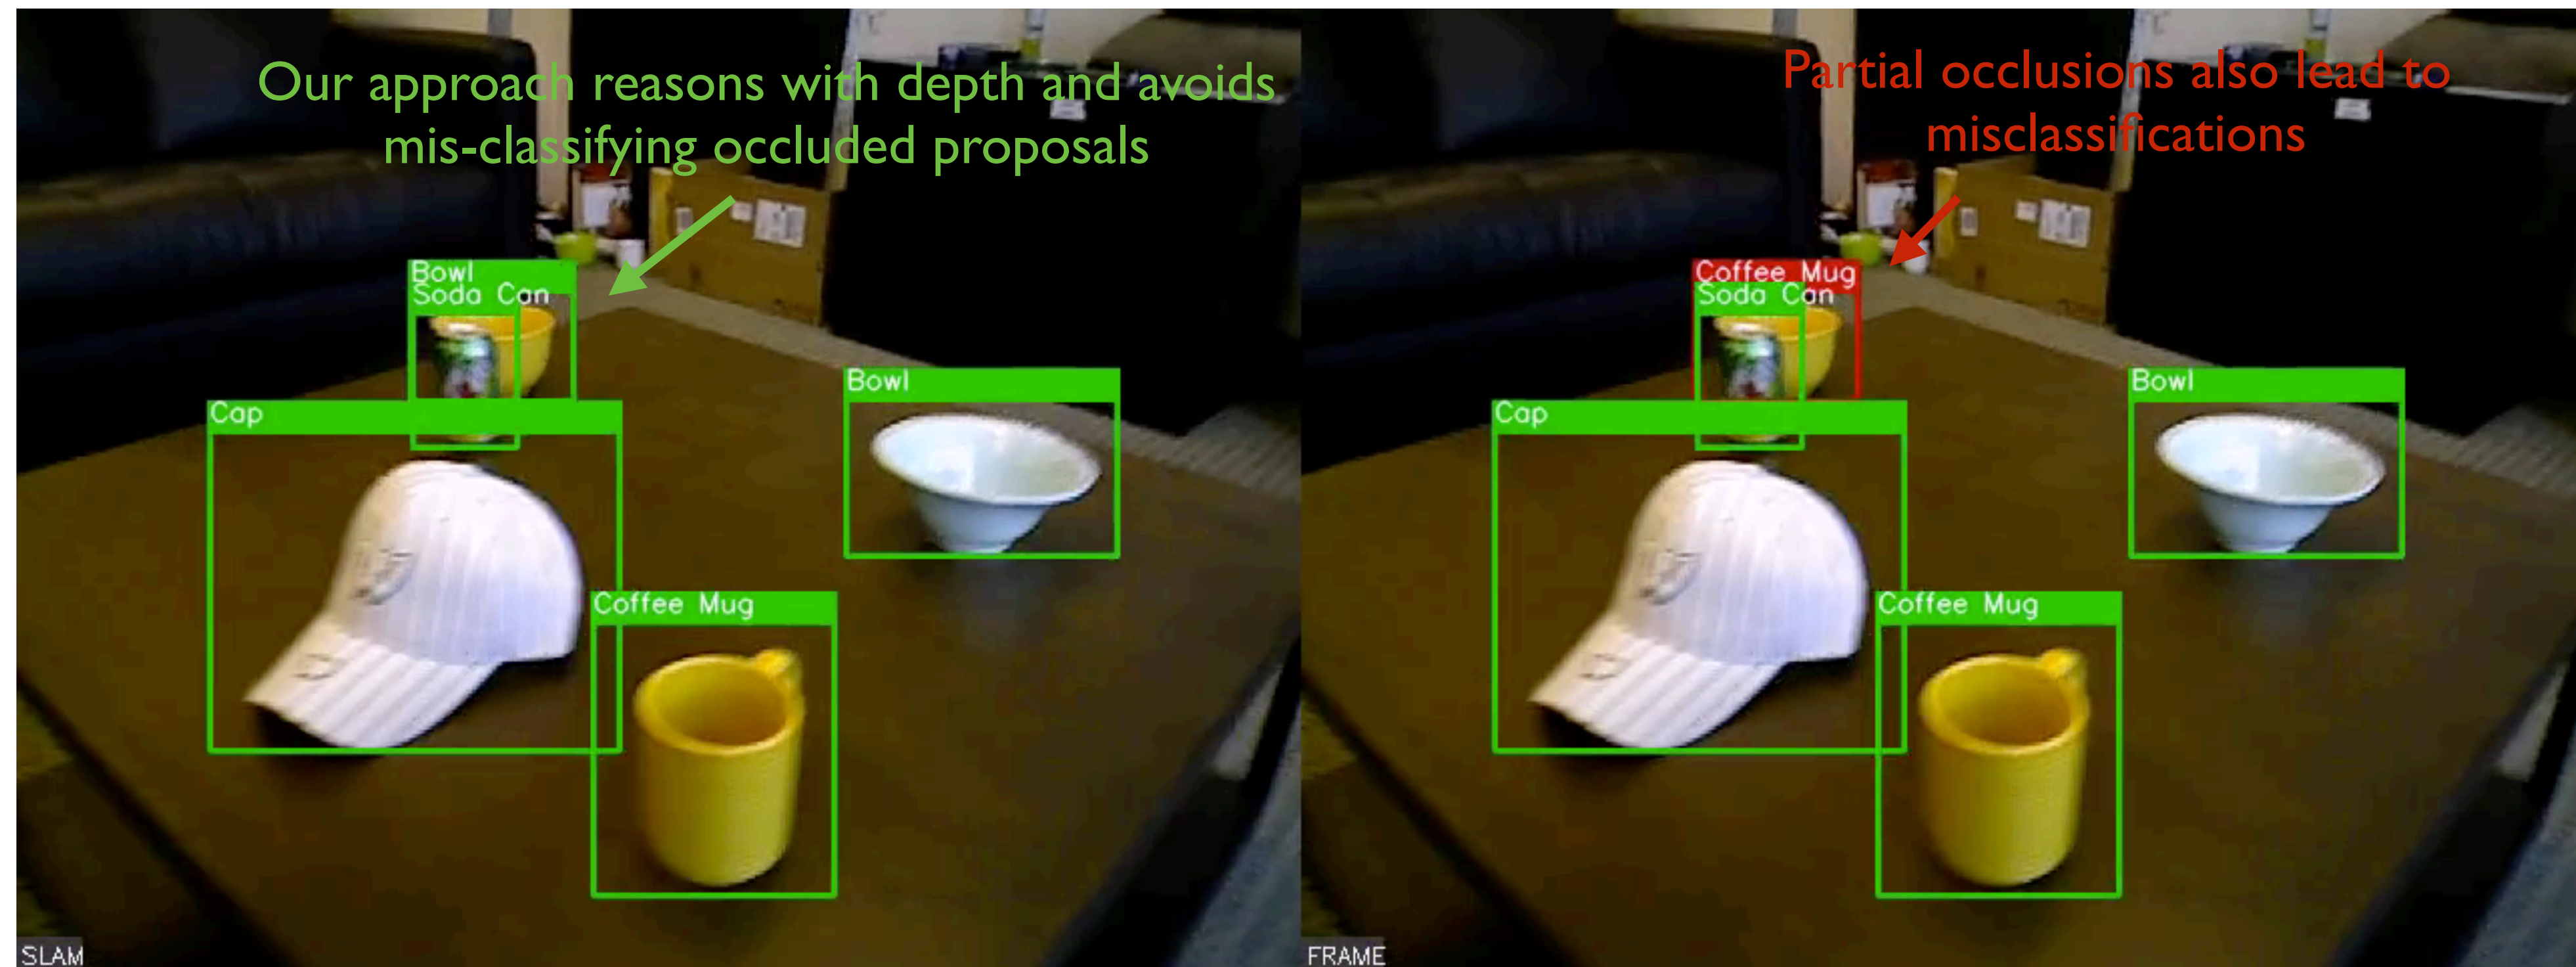 Our approach reasons with depth and avoids
mis-classifying occluded proposals
Bowl
Soda Can
Cap
Bowl
Coffee Mug
SLAM
Partial occlusions also lead to
misclassifications
Coffee Mug
Soda Can
Cap
Bowl
Coffee Mug
FRAME